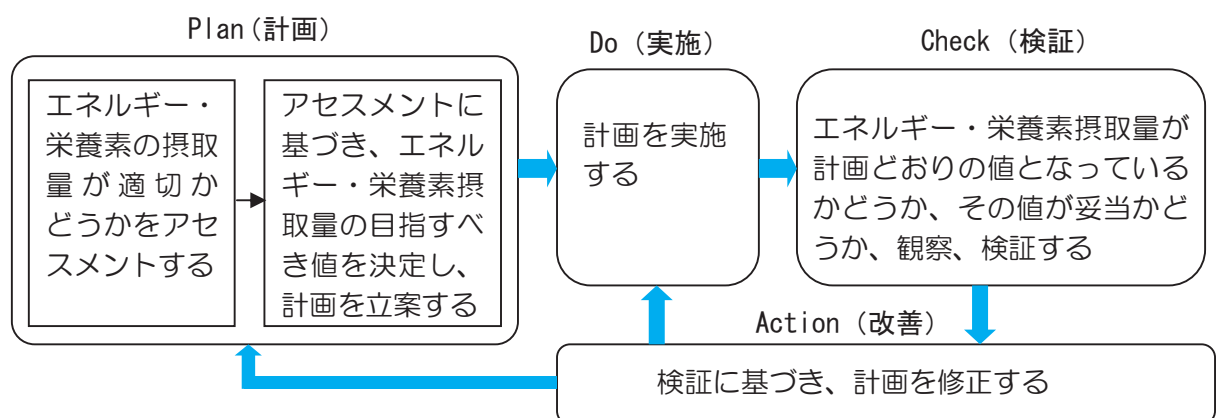 Plan(計画)
エネルギー・
栄養素の摂取
量が適切か
どうかをアセ
スメントする
アセスメントに
基づき、エネル
ギー・栄養素摂
取量の目指すべ
き値を決定し、
計画を立案する
Do (実施)
計画を実施
する
Check (検証)
エネルギー・栄養素摂取量が
計画どおりの値となっている
かどうか、その値が妥当かど
うか、観察、検証する
Action (改善)
検証に基づき、計画を修正する